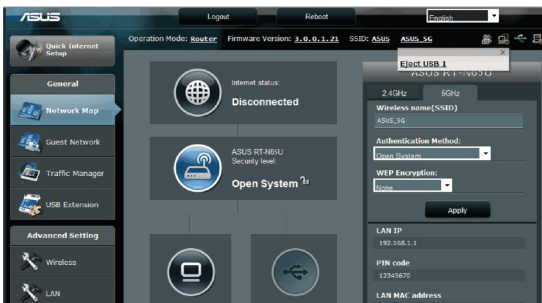 ASUS
Logout
Reboot
English
Quick Internet Setup
Operation Mode: Router Firmware Version: 3.0.0.1.21 SSID: ASUS ASUS_5G
Eject USB 1
General
Network Map
Guest Network
Traffic Manager
USB Extension
Advanced Setting
Wireless
LAN
Internet status:
Disconnected
ASUS RT-N65U
Security level:
Open System
ASUS RT-N65U
2.4GHz 5GHz
Wireless name(SSID)
ASUS_5G
Authentication Method:
Open System
WEP Encryption:
None
Apply
LAN IP
192.168.1.1
PIN code
12345670
LAN MAC address